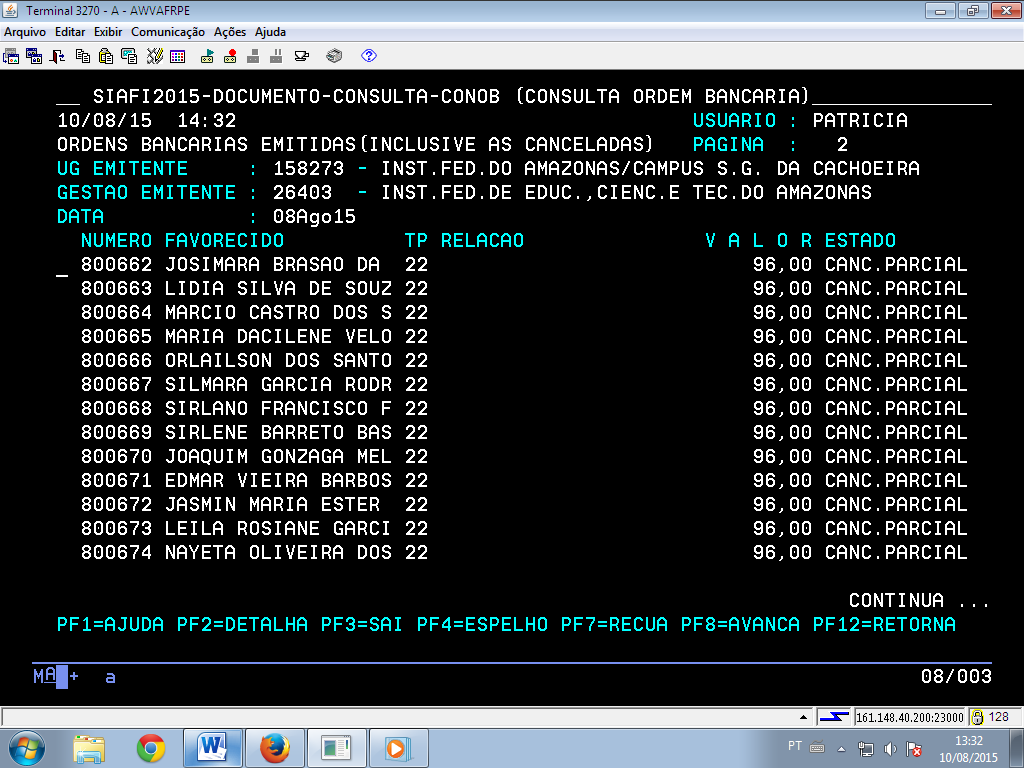 Terminal 3270 - A - AWVAFRPE
Arquivo Editar Exibir Comunicação Ações Ajuda
__ SIAFI2015-DOCUMENTO-CONSULTA-CONOB (CONSULTA ORDEM BANCARIA)_______________
10/08/15 14:32 USUARIO : PATRICIA
ORDENS BANCARIAS EMITIDAS(INCLUSIVE AS CANCELADAS) PAGINA : 2
UG EMITENTE : 158273 - INST.FED.DO AMAZONAS/CAMPUS S.G. DA CACHOEIRA
GESTAO EMITENTE : 26403 - INST.FED.DE EDUC.,CIENC.E TEC.DO AMAZONAS
DATA : 08Ago15
NUMERO FAVORECIDO TP RELACAO V A L O R ESTADO
_ 800662 JOSIMARA BRASAO DA 22 96,00 CANC.PARCIAL
800663 LIDIA SILVA DE SOUZ 22 96,00 CANC.PARCIAL
800664 MARCIO CASTRO DOS S 22 96,00 CANC.PARCIAL
800665 MARIA DACILENE VELO 22 96,00 CANC.PARCIAL
800666 ORLAILSON DOS SANTO 22 96,00 CANC.PARCIAL
800667 SILMARA GARCIA RODR 22 96,00 CANC.PARCIAL
800668 SIRLANO FRANCISCO F 22 96,00 CANC.PARCIAL
800669 SIRLENE BARRETO BAS 22 96,00 CANC.PARCIAL
800670 JOAQUIM GONZAGA MEL 22 96,00 CANC.PARCIAL
800671 EDMAR VIEIRA BARBOS 22 96,00 CANC.PARCIAL
800672 JASMIN MARIA ESTER 22 96,00 CANC.PARCIAL
800673 LEILA ROSIANE GARCI 22 96,00 CANC.PARCIAL
800674 NAYETA OLIVEIRA DOS 22 96,00 CANC.PARCIAL
CONTINUA ...
PF1=AJUDA PF2=DETALHA PF3=SAI PF4=ESPELHO PF7=RECUA PF8=AVANCA PF12=RETORNA
MA + a 08/003
161.148.40.200:23000 128
PT 13:32
10/08/2015